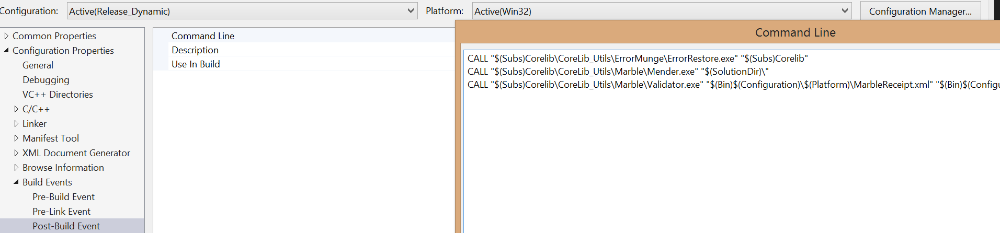 Configuration: Active(Release_Dynamic) Platform: Active(Win32) Configuration Manager...
Common Properties
Configuration Properties
General
Debugging
VC++ Directories
C/C++
Linker
Manifest Tool
XML Document Generator
Browse Information
Build Events
Pre-Build Event
Pre-Link Event
Post-Build Event
Command Line
Description
Use In Build
Command Line
CALL "$(Subs)Corelib\CoreLib_Utils\ErrorMunge\ErrorRestore.exe" "$(Subs)Corelib"
CALL "$(Subs)Corelib\CoreLib_Utils\Marble\Mender.exe" "$(SolutionDir)\"
CALL "$(Subs)Corelib\CoreLib_Utils\Marble\Validator.exe" "$(Bin)$(Configuration)\$(Platform)\MarbleReceipt.xml" "$(Bin)$(Configu